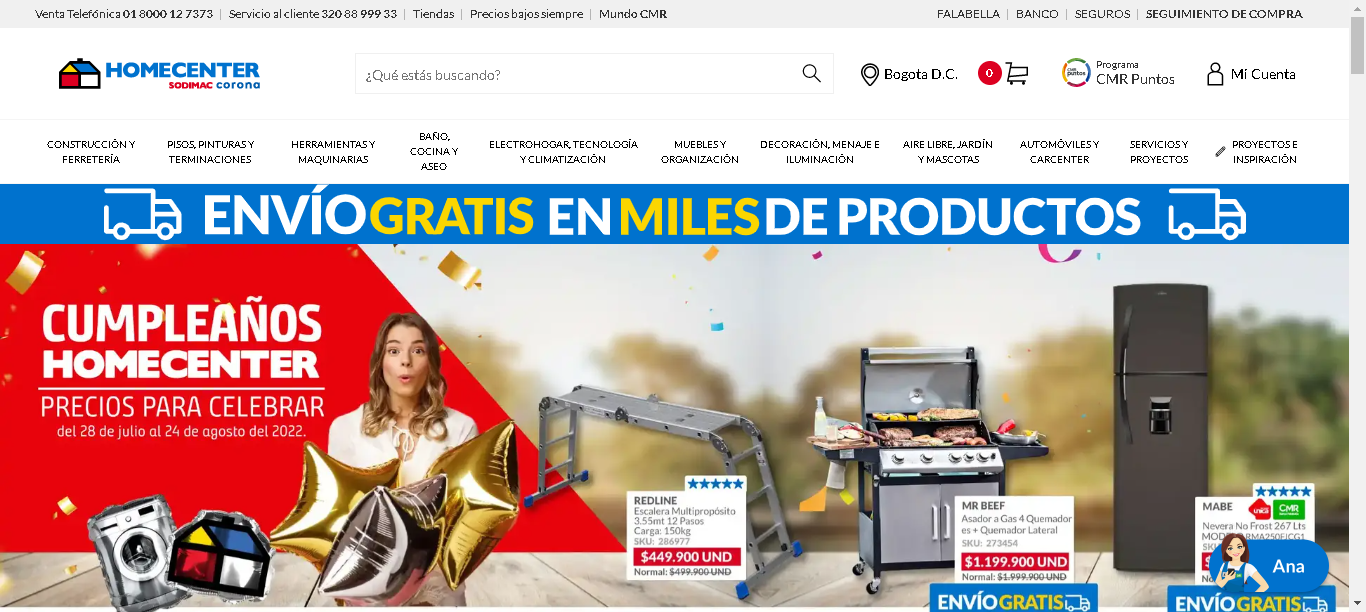 Venta Telefónica 01 8000 12 7373 | Servicio al cliente 320 88 999 33 | Tiendas | Precios bajos siempre | Mundo CMR
FALABELLA | BANCO | SEGUROS | SEGUIMIENTO DE COMPRA
HOMECENTER
SODIMAC corona
¿Qué estás buscando?
Bogota D.C.
0
CMR puntos
Programa
CMR Puntos
Mi Cuenta
CONSTRUCCIÓN Y
FERRETERÍA
PISOS, PINTURAS Y
TERMINACIONES
HERRAMIENTAS Y
MAQUINARIAS
BAÑO,
COCINA Y
ASEO
ELECTROHOGAR, TECNOLOGÍA
Y CLIMATIZACIÓN
MUEBLES Y
ORGANIZACIÓN
DECORACIÓN, MENAJE E
ILUMINACIÓN
AIRE LIBRE, JARDÍN
Y MASCOTAS
AUTOMÓVILES Y
CARCENTER
SERVICIOS Y
PROYECTOS
PROYECTOS E
INSPIRACIÓN
ENVÍO GRATIS EN MILES DE PRODUCTOS
CUMPLEAÑOS
HOMECENTER
PRECIOS PARA CELEBRAR
del 28 de julio al 24 de agosto del 2022.
REDLINE
Escalera Multipropósito
3.55mt 12 Pasos
Carga: 150kg
SKU: 286977
$449.900 UND
Normal: $499.900 UND
MR BEEF
Asador a Gas 4 Quemador
es + Quemador Lateral
SKU: 273454
$1.199.900 UND
Normal: $1.999.900 UND
ENVÍO GRATIS
MABE
única
CMR
Nevera No Frost 267 Lts
Ana
ENVÍO GRATIS